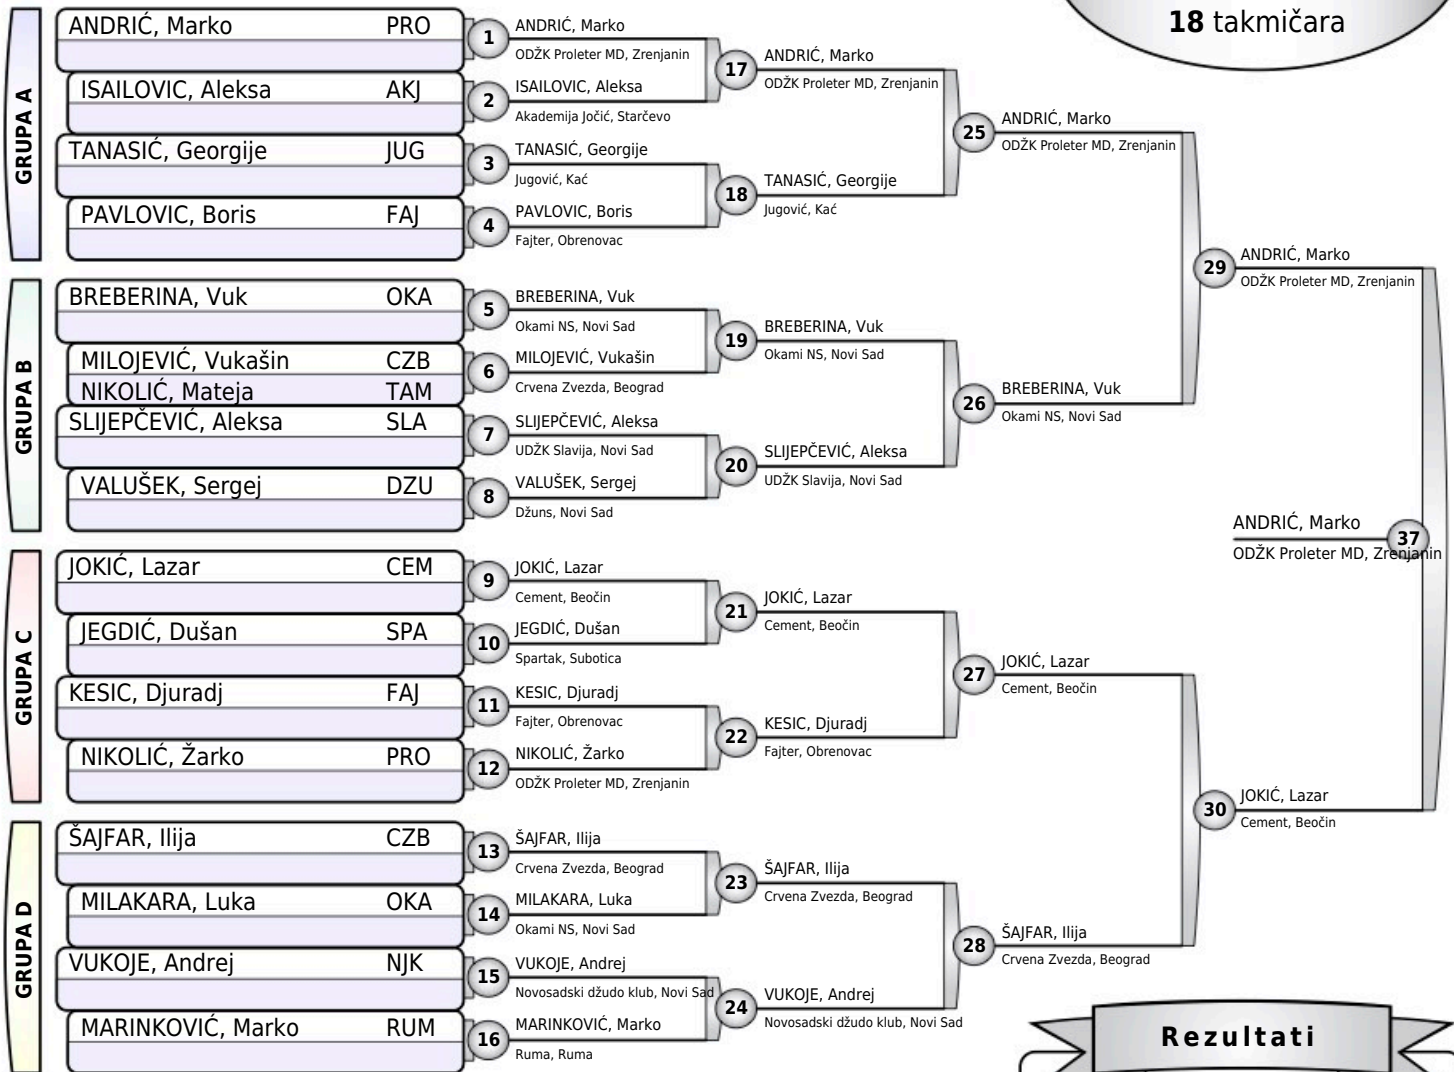 18 takmičara
GRUPA A
ANDRIĆ, Marko PRO
ISAILOVIC, Aleksa AKJ
TANASIĆ, Georgije JUG
PAVLOVIC, Boris FAJ
GRUPA B
BREBERINA, Vuk OKA
MILOJEVIĆ, Vukašin CZB
NIKOLIĆ, Mateja TAM
SLIJEPČEVIĆ, Aleksa SLA
VALUŠEK, Sergej DZU
GRUPA C
JOKIĆ, Lazar CEM
JEGDIĆ, Dušan SPA
KESIC, Djuradj FAJ
NIKOLIĆ, Žarko PRO
GRUPA D
ŠAJFAR, Ilija CZB
MILAKARA, Luka OKA
VUKOJE, Andrej NJK
MARINKOVIĆ, Marko RUM
1 ANDRIĆ, Marko
ODŽK Proleter MD, Zrenjanin
2 ISAILOVIC, Aleksa
Akademija Jočić, Starčevo
3 TANASIĆ, Georgije
Jugović, Kać
4 PAVLOVIC, Boris
Fajter, Obrenovac
5 BREBERINA, Vuk
Okami NS, Novi Sad
6 MILOJEVIĆ, Vukašin
Crvena Zvezda, Beograd
7 SLIJEPČEVIĆ, Aleksa
UDŽK Slavija, Novi Sad
8 VALUŠEK, Sergej
Džuns, Novi Sad
9 JOKIĆ, Lazar
Cement, Beočin
10 JEGDIĆ, Dušan
Spartak, Subotica
11 KESIC, Djuradj
Fajter, Obrenovac
12 NIKOLIĆ, Žarko
ODŽK Proleter MD, Zrenjanin
13 ŠAJFAR, Ilija
Crvena Zvezda, Beograd
14 MILAKARA, Luka
Okami NS, Novi Sad
15 VUKOJE, Andrej
Novosadski džudo klub, Novi Sad
16 MARINKOVIĆ, Marko
Ruma, Ruma
17 ANDRIĆ, Marko
ODŽK Proleter MD, Zrenjanin
18 TANASIĆ, Georgije
Jugović, Kać
19 BREBERINA, Vuk
Okami NS, Novi Sad
20 SLIJEPČEVIĆ, Aleksa
UDŽK Slavija, Novi Sad
21 JOKIĆ, Lazar
Cement, Beočin
22 KESIC, Djuradj
Fajter, Obrenovac
23 ŠAJFAR, Ilija
Crvena Zvezda, Beograd
24 VUKOJE, Andrej
Novosadski džudo klub, Novi Sad
25 ANDRIĆ, Marko
ODŽK Proleter MD, Zrenjanin
26 BREBERINA, Vuk
Okami NS, Novi Sad
27 JOKIĆ, Lazar
Cement, Beočin
28 ŠAJFAR, Ilija
Crvena Zvezda, Beograd
29 ANDRIĆ, Marko
ODŽK Proleter MD, Zrenjanin
30 JOKIĆ, Lazar
Cement, Beočin
ANDRIĆ, Marko 37
ODŽK Proleter MD, Zrenjanin
Rezultati